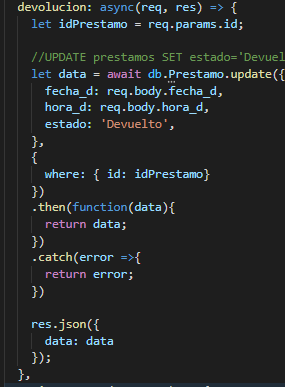 devolucion: async(req, res) => {
let idPrestamo = req.params.id;
//UPDATE prestamos SET estado='Devuel
let data = await db.Prestamo.update({
fecha_d: req.body.fecha_d,
hora_d: req.body.hora_d,
estado: 'Devuelto',
},
{
where: { id: idPrestamo}
})
.then(function(data){
return data;
})
.catch(error =>{
return error;
})
res.json({
data: data
});
},